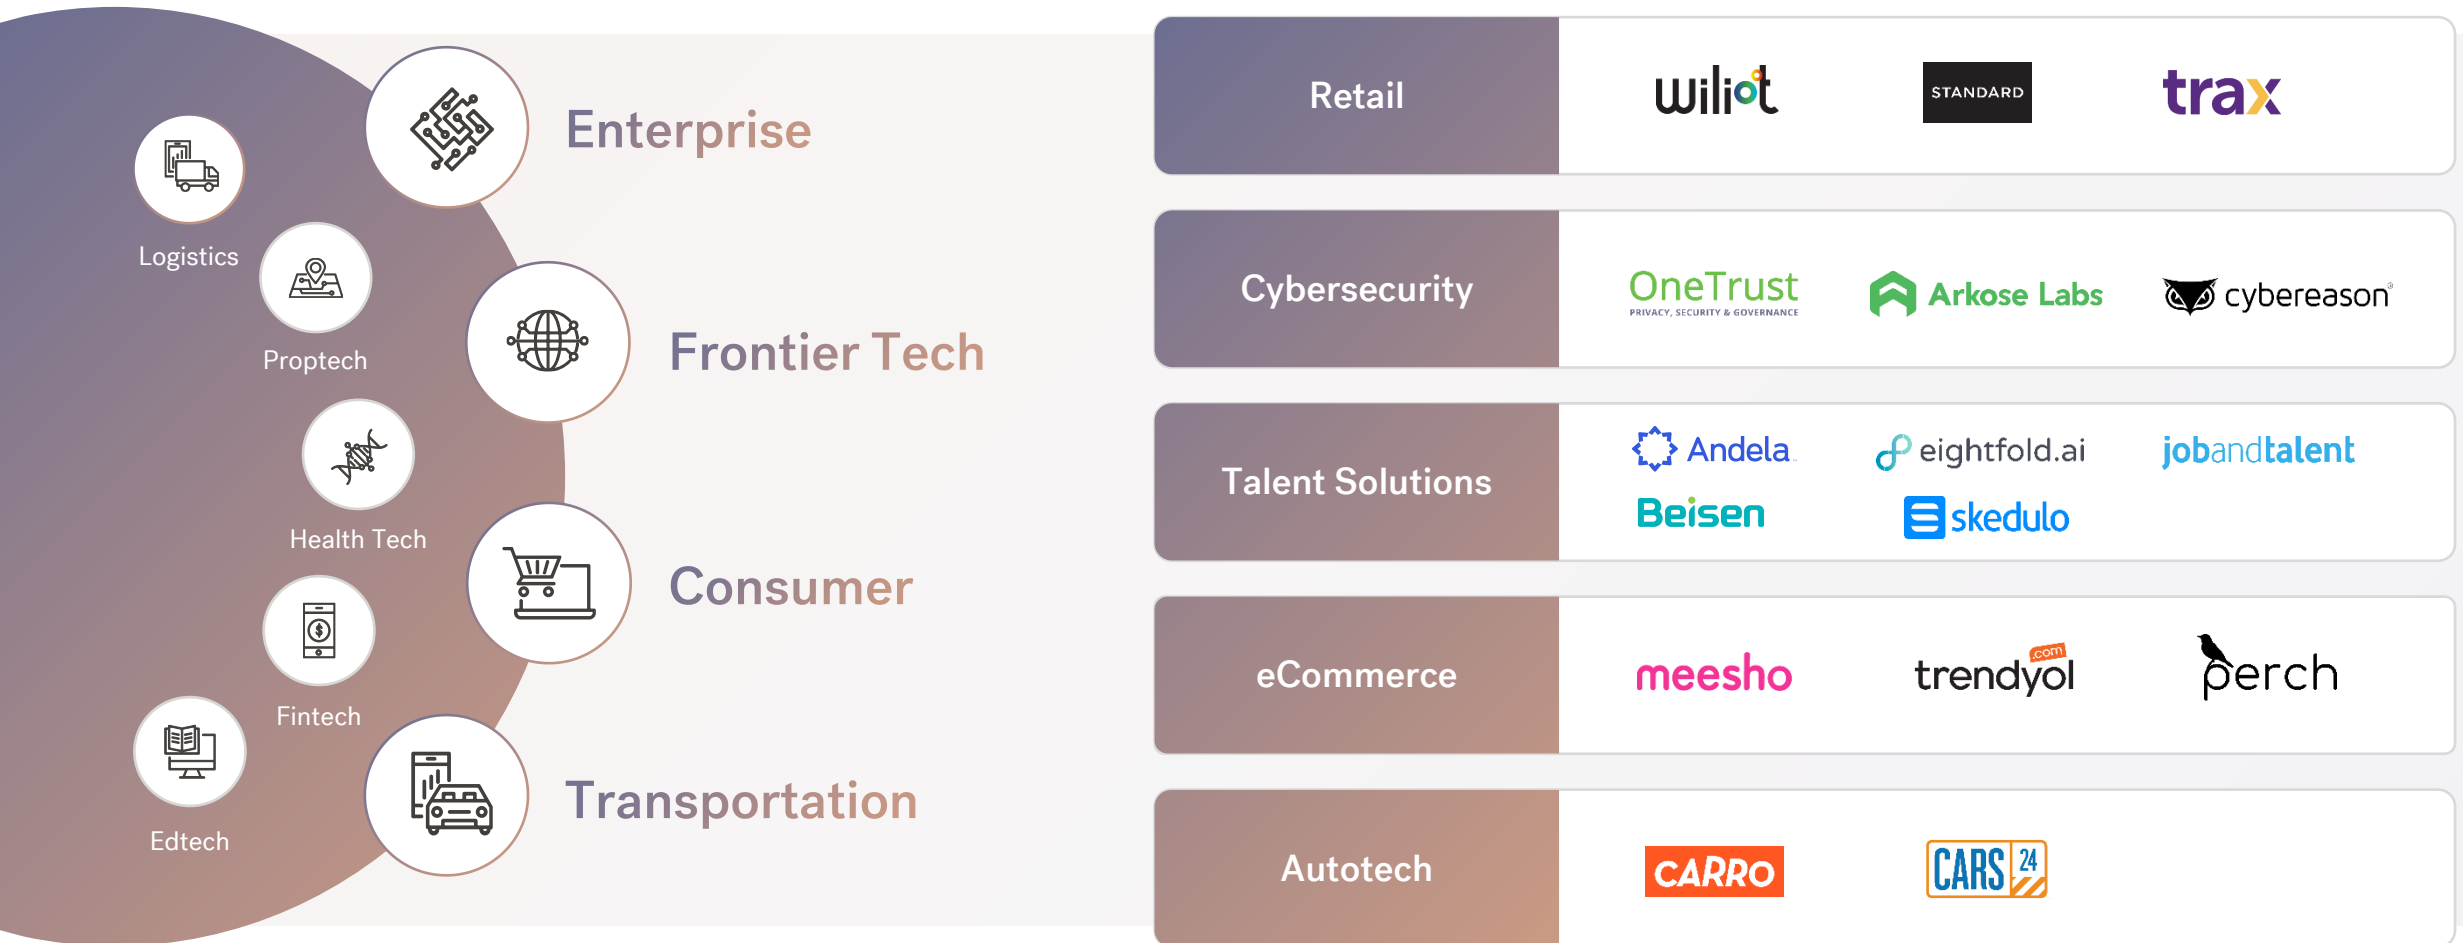 Enterprise
Logistics
Proptech
Frontier Tech
Health Tech
Consumer
Fintech
Transportation
Edtech
Retail
wiliot
STANDARD
trax
Cybersecurity
OneTrust
PRIVACY, SECURITY & GOVERNANCE
Arkose Labs
cybereason®
Talent Solutions
Andela
eightfold.ai
jobandtalent
Beisen
skedulo
eCommerce
meesho
trendyol
.com
perch
Autotech
CARRO
CARS
24